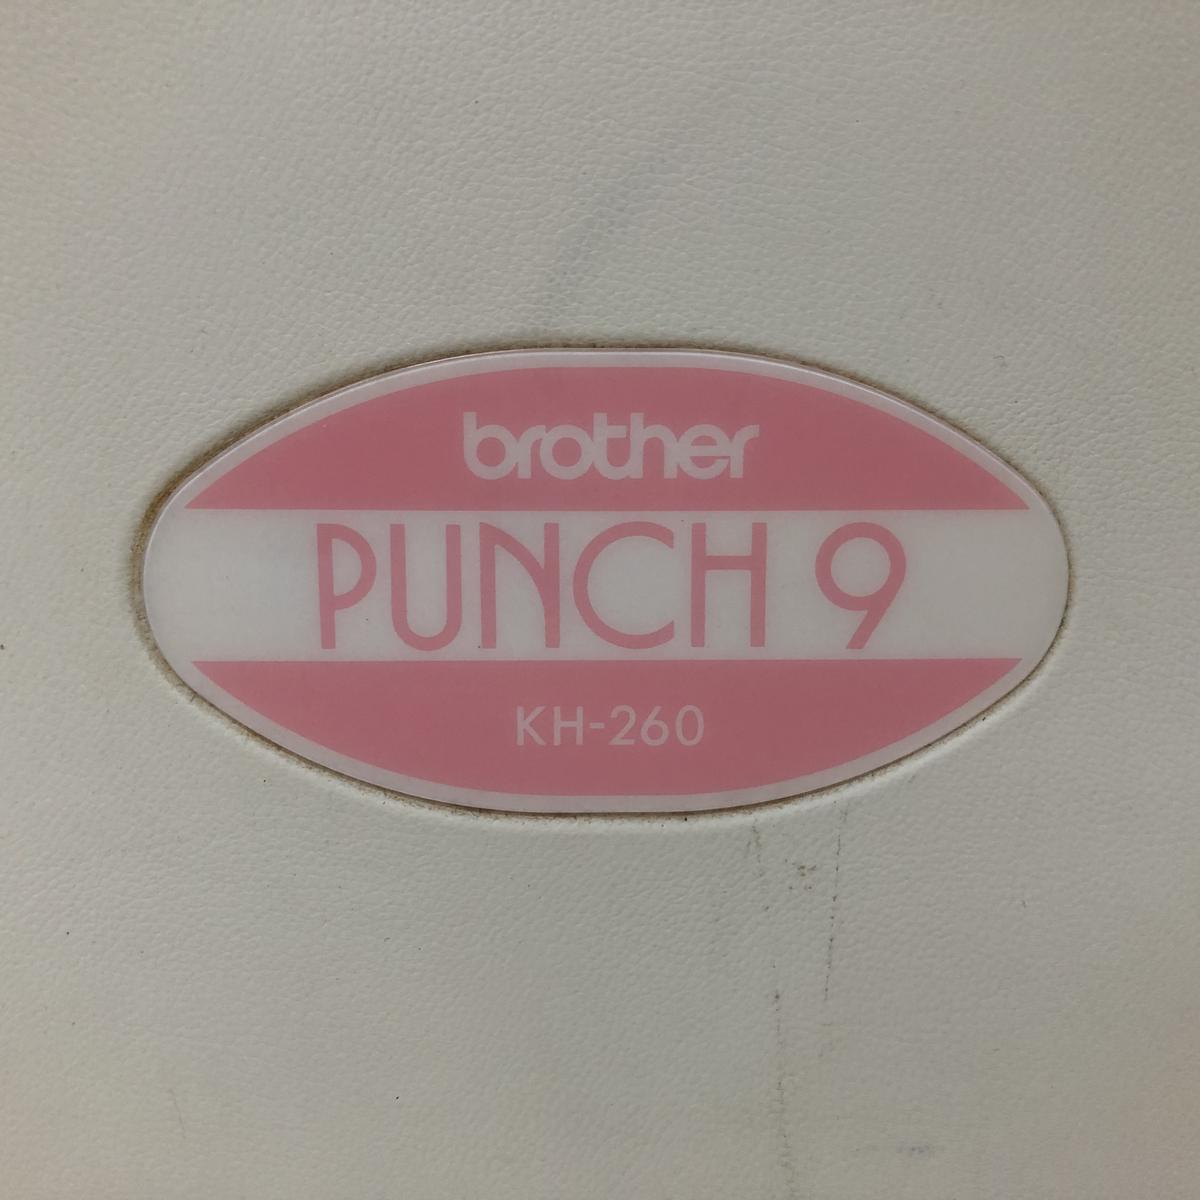 brother
PUNCH 9
KH-260